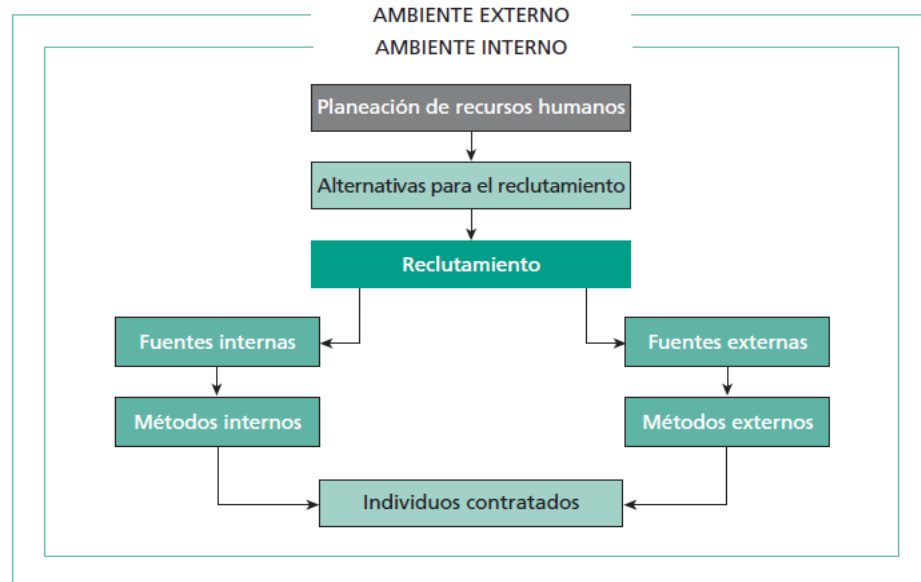 AMBIENTE EXTERNO
AMBIENTE INTERNO
Planeación de recursos humanos
Alternativas para el reclutamiento
Reclutamiento
Fuentes internas
Fuentes externas
Métodos internos
Métodos externos
Individuos contratados